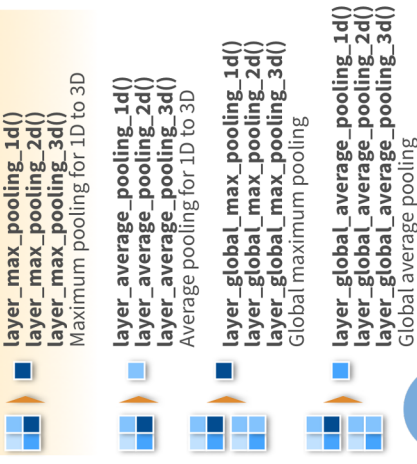 layer_max_pooling_1d()
layer_max_pooling_2d()
layer_max_pooling_3d()
Maximum pooling for 1D to 3D
layer_average_pooling_1d()
layer_average_pooling_2d()
layer_average_pooling_3d()
Average pooling for 1D to 3D
layer_global_max_pooling_1d()
layer_global_max_pooling_2d()
layer_global_max_pooling_3d()
Global maximum pooling
layer_global_average_pooling_1d()
layer_global_average_pooling_2d()
layer_global_average_pooling_3d()
Global average pooling